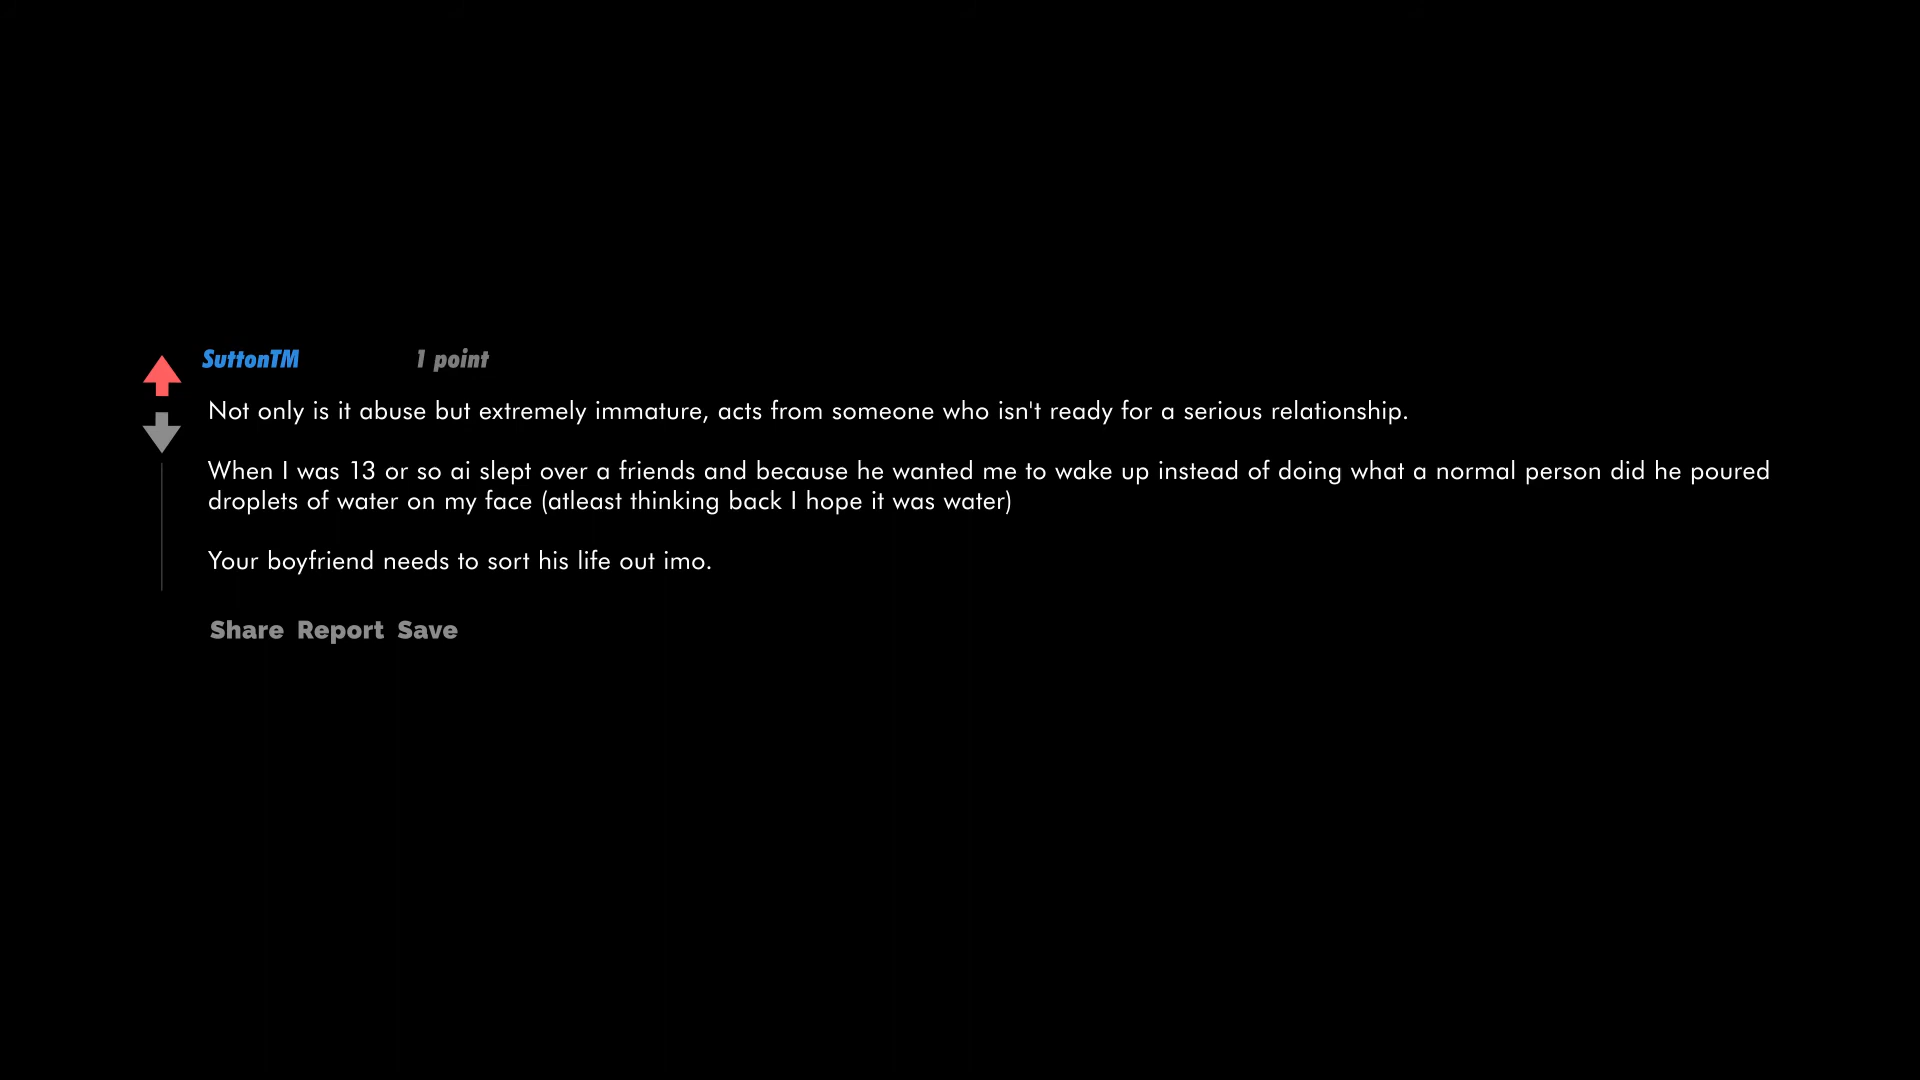 SuttonTM 1 point
Not only is it abuse but extremely immature, acts from someone who isn't ready for a serious relationship.
When I was 13 or so ai slept over a friends and because he wanted me to wake up instead of doing what a normal person did he poured
droplets of water on my face (atleast thinking back I hope it was water)
Your boyfriend needs to sort his life out imo.
Share Report Save